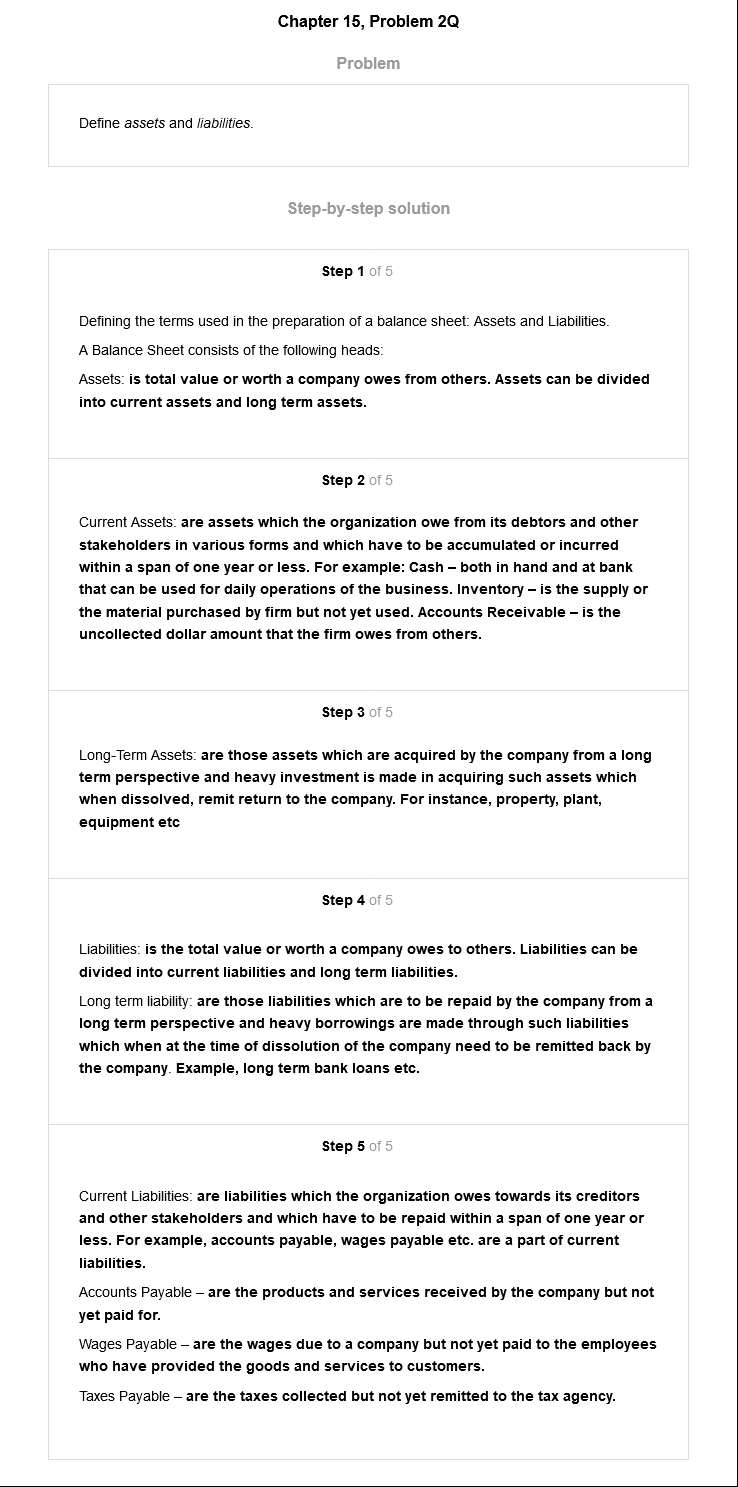 Chapter 15, Problem 2Q
Problem
Define assets and liabilities.
Step-by-step solution
Step 1 of 5
Defining the terms used in the preparation of a balance sheet: Assets and Liabilities.
A Balance Sheet consists of the following heads:
Assets: is total value or worth a company owes from others. Assets can be divided
into current assets and long term assets.
Step 2 of 5
Current Assets: are assets which the organization owe from its debtors and other
stakeholders in various forms and which have to be accumulated or incurred
within a span of one year or less. For example: Cash – both in hand and at bank
that can be used for daily operations of the business. Inventory – is the supply or
the material purchased by firm but not yet used. Accounts Receivable – is the
uncollected dollar amount that the firm owes from others.
Step 3 of 5
Long-Term Assets: are those assets which are acquired by the company from a long
term perspective and heavy investment is made in acquiring such assets which
when dissolved, remit return to the company. For instance, property, plant,
equipment etc
Step 4 of 5
Liabilities: is the total value or worth a company owes to others. Liabilities can be
divided into current liabilities and long term liabilities.
Long term liability: are those liabilities which are to be repaid by the company from a
long term perspective and heavy borrowings are made through such liabilities
which when at the time of dissolution of the company need to be remitted back by
the company. Example, long term bank loans etc.
Step 5 of 5
Current Liabilities: are liabilities which the organization owes towards its creditors
and other stakeholders and which have to be repaid within a span of one year or
less. For example, accounts payable, wages payable etc. are a part of current
liabilities.
Accounts Payable – are the products and services received by the company but not
yet paid for.
Wages Payable – are the wages due to a company but not yet paid to the employees
who have provided the goods and services to customers.
Taxes Payable – are the taxes collected but not yet remitted to the tax agency.